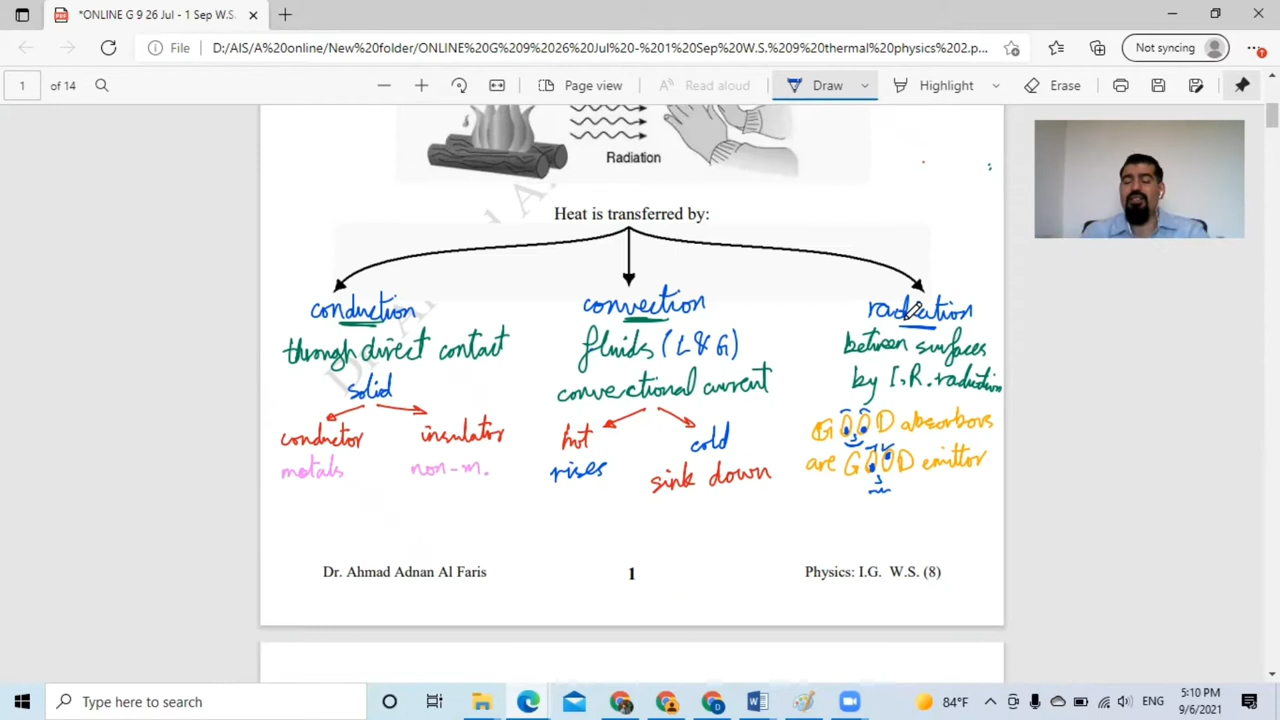 *ONLINE G 9 26 Jul - 1 Sep W.S.
File
D:/AIS/A%20online/New%20folder/ONLINE%20G%209%2026%20Jul%20-%201%20Sep%20W.S.%209%20thermal%20physics%202.p...
Not syncing
1 of 14
Page view
Read aloud
Draw
Highlight
Erase
Radiation
Heat is transferred by:
conduction convection radiation
through direct contact fluids (L & G) between surfaces
solid convectional current by I.R. radiation
conductor insulator hot cold GOOD absorbors
metals non-m. rises sink down are GOOD emittor
Dr. Ahmad Adnan Al Faris 1 Physics: I.G. W.S. (8)
Type here to search
84°F
ENG
5:10 PM
9/6/2021